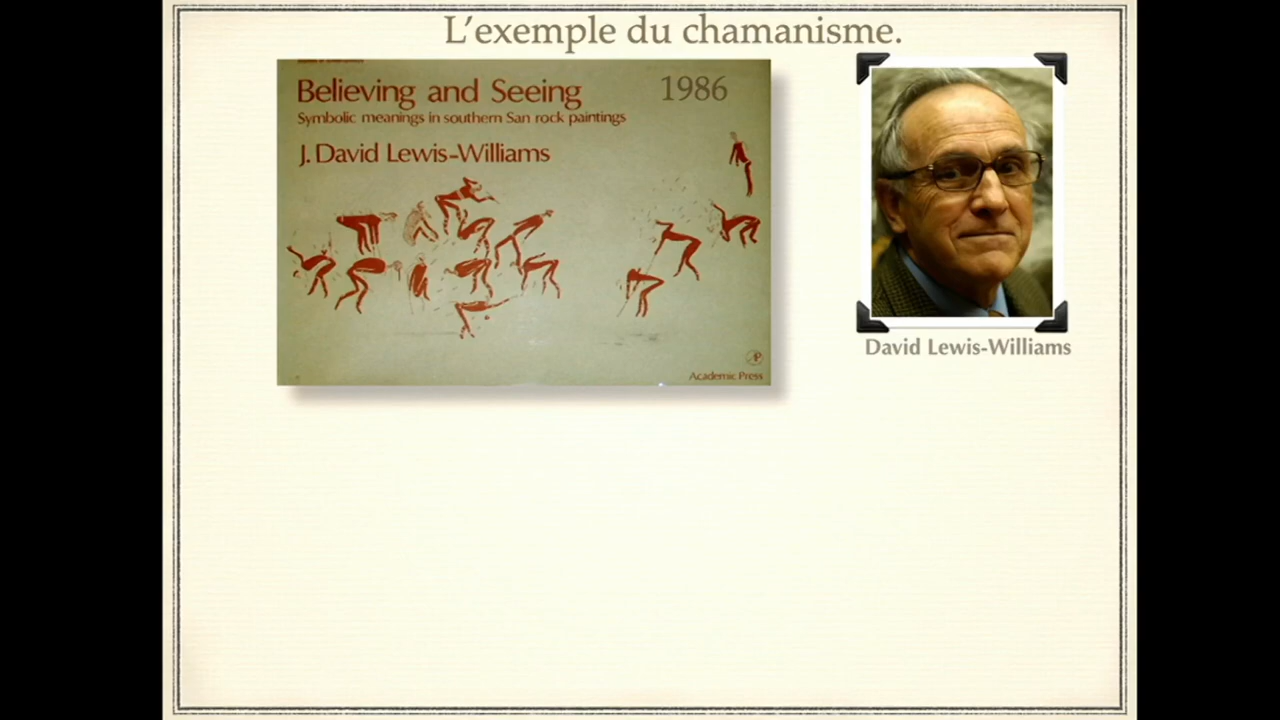 L'exemple du chamanisme.
Believing and Seeing
1986
Symbolic meanings in southern San rock paintings
J. David Lewis-Williams
Academic Press
David Lewis-Williams